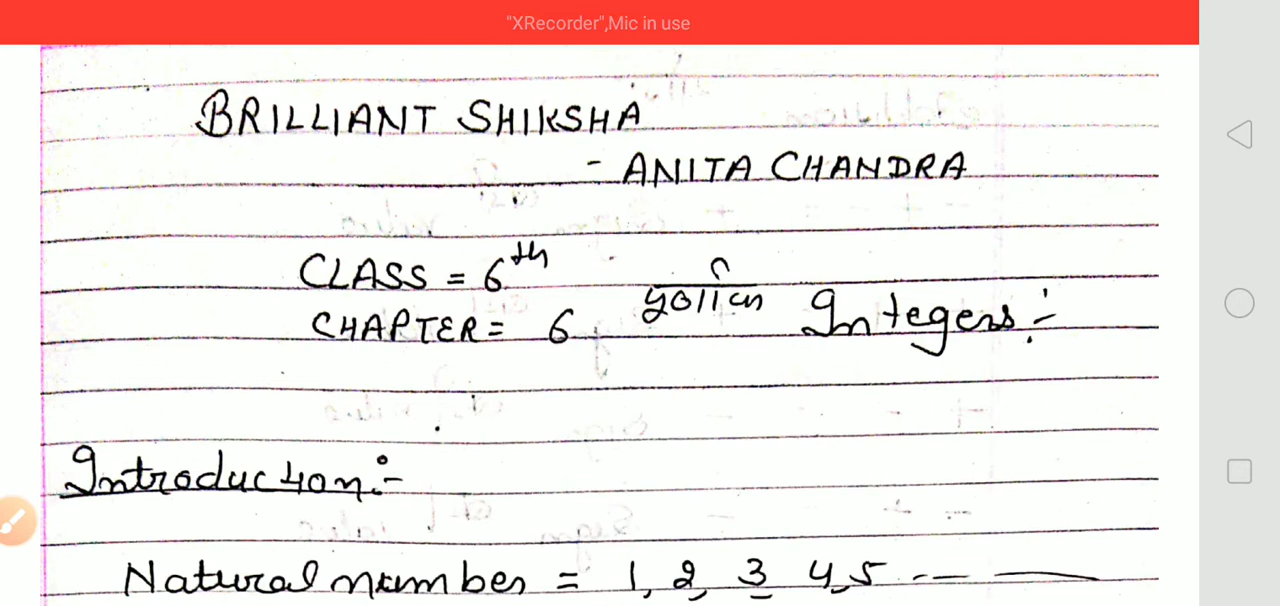 "XRecorder",Mic in use
BRILLIANT SHIKSHA
- ANITA CHANDRA
CLASS = 6th
CHAPTER = 6 Integers :-
Introduction :-
Natural number = 1, 2, 3 4, 5 -- —